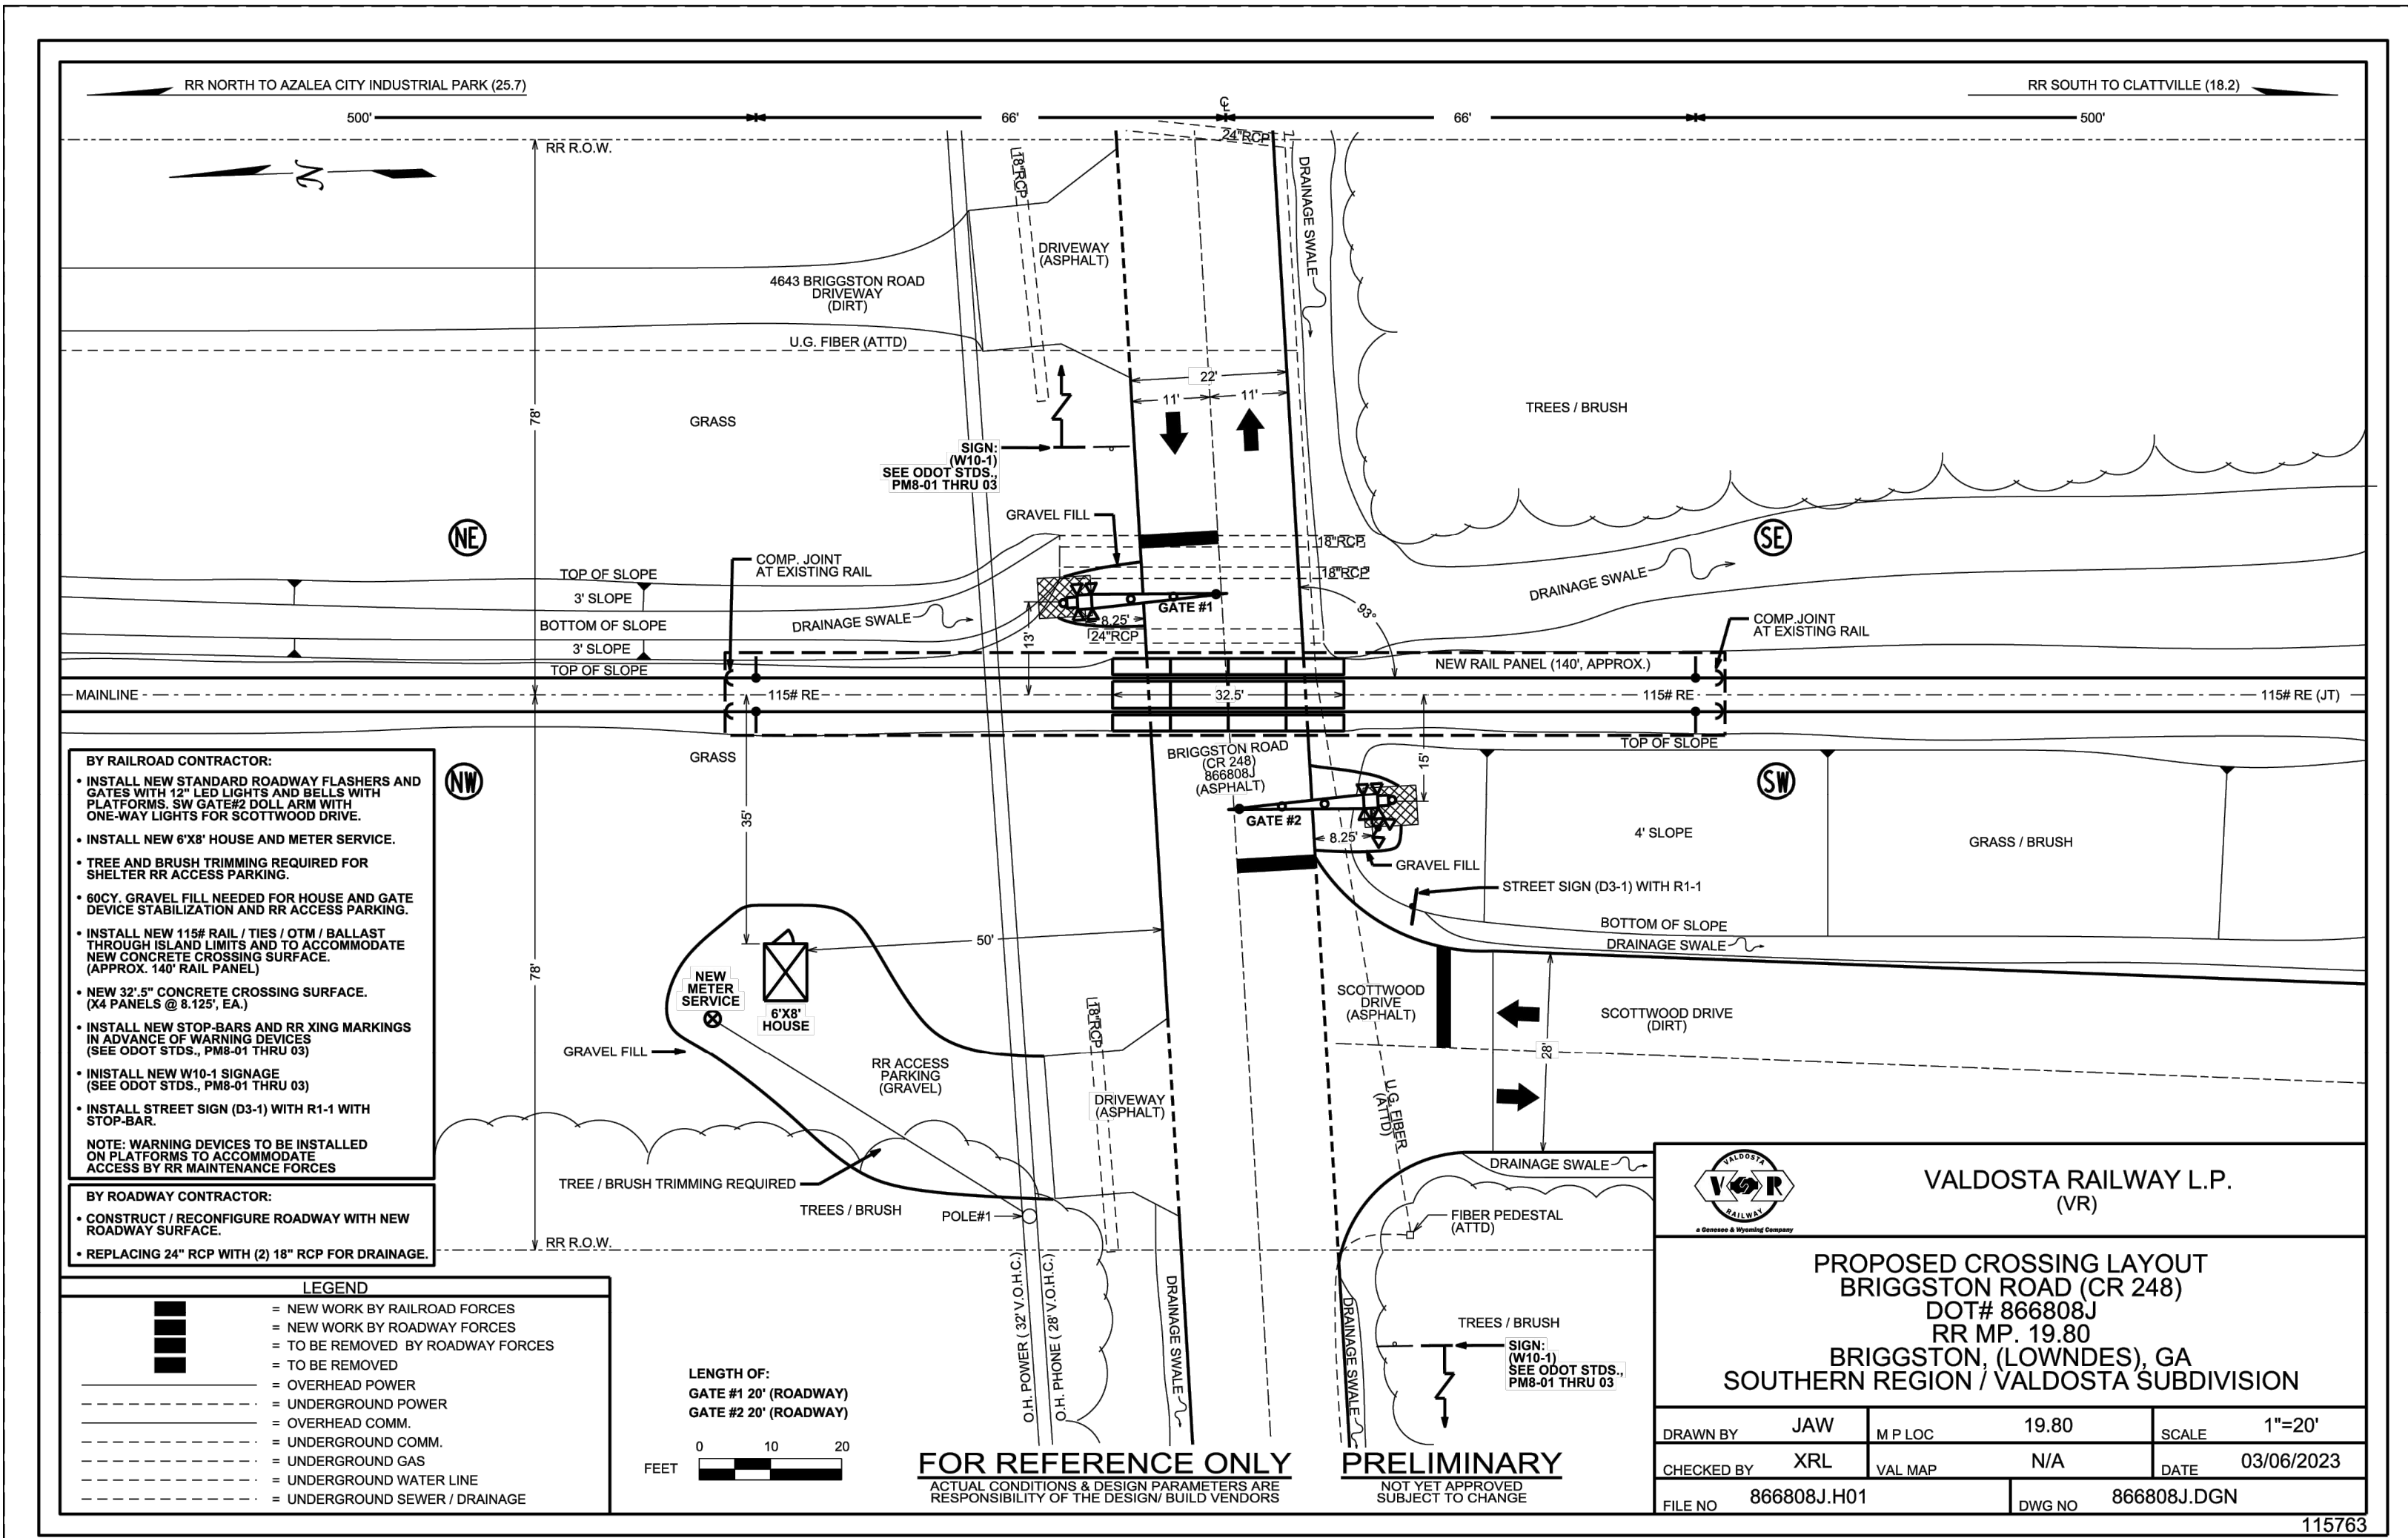 RR NORTH TO AZALEA CITY INDUSTRIAL PARK (25.7)
RR SOUTH TO CLATTVILLE (18.2)
500'
66'
℄
66'
500'
RR R.O.W.
N
24"RCP
18"RCP
DRAINAGE SWALE
DRIVEWAY
(ASPHALT)
4643 BRIGGSTON ROAD
DRIVEWAY
(DIRT)
U.G. FIBER (ATTD)
78'
22'
11'
11'
GRASS
TREES / BRUSH
SIGN:
(W10-1)
SEE ODOT STDS.,
PM8-01 THRU 03
GRAVEL FILL
NE
SE
18"RCP
18"RCP
COMP. JOINT
AT EXISTING RAIL
TOP OF SLOPE
3' SLOPE
BOTTOM OF SLOPE
3' SLOPE
TOP OF SLOPE
DRAINAGE SWALE
GATE #1
8.25'
24"RCP
13'
93°
DRAINAGE SWALE
COMP.JOINT
AT EXISTING RAIL
NEW RAIL PANEL (140', APPROX.)
MAINLINE
115# RE
32.5'
115# RE
115# RE (JT)
GRASS
NW
SW
35'
BRIGGSTON ROAD
(CR 248)
866808J
(ASPHALT)
15'
TOP OF SLOPE
GATE #2
8.25'
GRAVEL FILL
4' SLOPE
GRASS / BRUSH
STREET SIGN (D3-1) WITH R1-1
BOTTOM OF SLOPE
DRAINAGE SWALE
BY RAILROAD CONTRACTOR:
• INSTALL NEW STANDARD ROADWAY FLASHERS AND
GATES WITH 12" LED LIGHTS AND BELLS WITH
PLATFORMS. SW GATE#2 DOLL ARM WITH
ONE-WAY LIGHTS FOR SCOTTWOOD DRIVE.
• INSTALL NEW 6'X8' HOUSE AND METER SERVICE.
• TREE AND BRUSH TRIMMING REQUIRED FOR
SHELTER RR ACCESS PARKING.
• 60CY. GRAVEL FILL NEEDED FOR HOUSE AND GATE
DEVICE STABILIZATION AND RR ACCESS PARKING.
• INSTALL NEW 115# RAIL / TIES / OTM / BALLAST
THROUGH ISLAND LIMITS AND TO ACCOMMODATE
NEW CONCRETE CROSSING SURFACE.
(APPROX. 140' RAIL PANEL)
• NEW 32'.5" CONCRETE CROSSING SURFACE.
(X4 PANELS @ 8.125', EA.)
• INSTALL NEW STOP-BARS AND RR XING MARKINGS
IN ADVANCE OF WARNING DEVICES
(SEE ODOT STDS., PM8-01 THRU 03)
• INISTALL NEW W10-1 SIGNAGE
(SEE ODOT STDS., PM8-01 THRU 03)
• INSTALL STREET SIGN (D3-1) WITH R1-1 WITH
STOP-BAR.
NOTE: WARNING DEVICES TO BE INSTALLED
ON PLATFORMS TO ACCOMMODATE
ACCESS BY RR MAINTENANCE FORCES
BY ROADWAY CONTRACTOR:
• CONSTRUCT / RECONFIGURE ROADWAY WITH NEW
ROADWAY SURFACE.
• REPLACING 24" RCP WITH (2) 18" RCP FOR DRAINAGE.
78'
50'
NEW
METER
SERVICE
6'X8'
HOUSE
GRAVEL FILL
RR ACCESS
PARKING
(GRAVEL)
18"RCP
DRIVEWAY
(ASPHALT)
TREE / BRUSH TRIMMING REQUIRED
TREES / BRUSH
POLE#1
RR R.O.W.
O.H. POWER ( 32' V.O.H.C.)
O.H. PHONE ( 28' V.O.H.C.)
DRAINAGE SWALE
SCOTTWOOD
DRIVE
(ASPHALT)
SCOTTWOOD DRIVE
(DIRT)
28'
U.G. FIBER
(ATTD)
DRAINAGE SWALE
FIBER PEDESTAL
(ATTD)
DRAINAGE SWALE
TREES / BRUSH
SIGN:
(W10-1)
SEE ODOT STDS.,
PM8-01 THRU 03
LEGEND
= NEW WORK BY RAILROAD FORCES
= NEW WORK BY ROADWAY FORCES
= TO BE REMOVED BY ROADWAY FORCES
= TO BE REMOVED
= OVERHEAD POWER
= UNDERGROUND POWER
= OVERHEAD COMM.
= UNDERGROUND COMM.
= UNDERGROUND GAS
= UNDERGROUND WATER LINE
= UNDERGROUND SEWER / DRAINAGE
LENGTH OF:
GATE #1 20' (ROADWAY)
GATE #2 20' (ROADWAY)
0 10 20
FEET
FOR REFERENCE ONLY
ACTUAL CONDITIONS & DESIGN PARAMETERS ARE
RESPONSIBILITY OF THE DESIGN/ BUILD VENDORS
PRELIMINARY
NOT YET APPROVED
SUBJECT TO CHANGE
VALDOSTA
V R
RAILWAY
a Genesee & Wyoming Company
VALDOSTA RAILWAY L.P.
(VR)
PROPOSED CROSSING LAYOUT
BRIGGSTON ROAD (CR 248)
DOT# 866808J
RR MP. 19.80
BRIGGSTON, (LOWNDES), GA
SOUTHERN REGION / VALDOSTA SUBDIVISION
DRAWN BY JAW M P LOC 19.80 SCALE 1"=20'
CHECKED BY XRL VAL MAP N/A DATE 03/06/2023
FILE NO 866808J.H01 DWG NO 866808J.DGN
115763